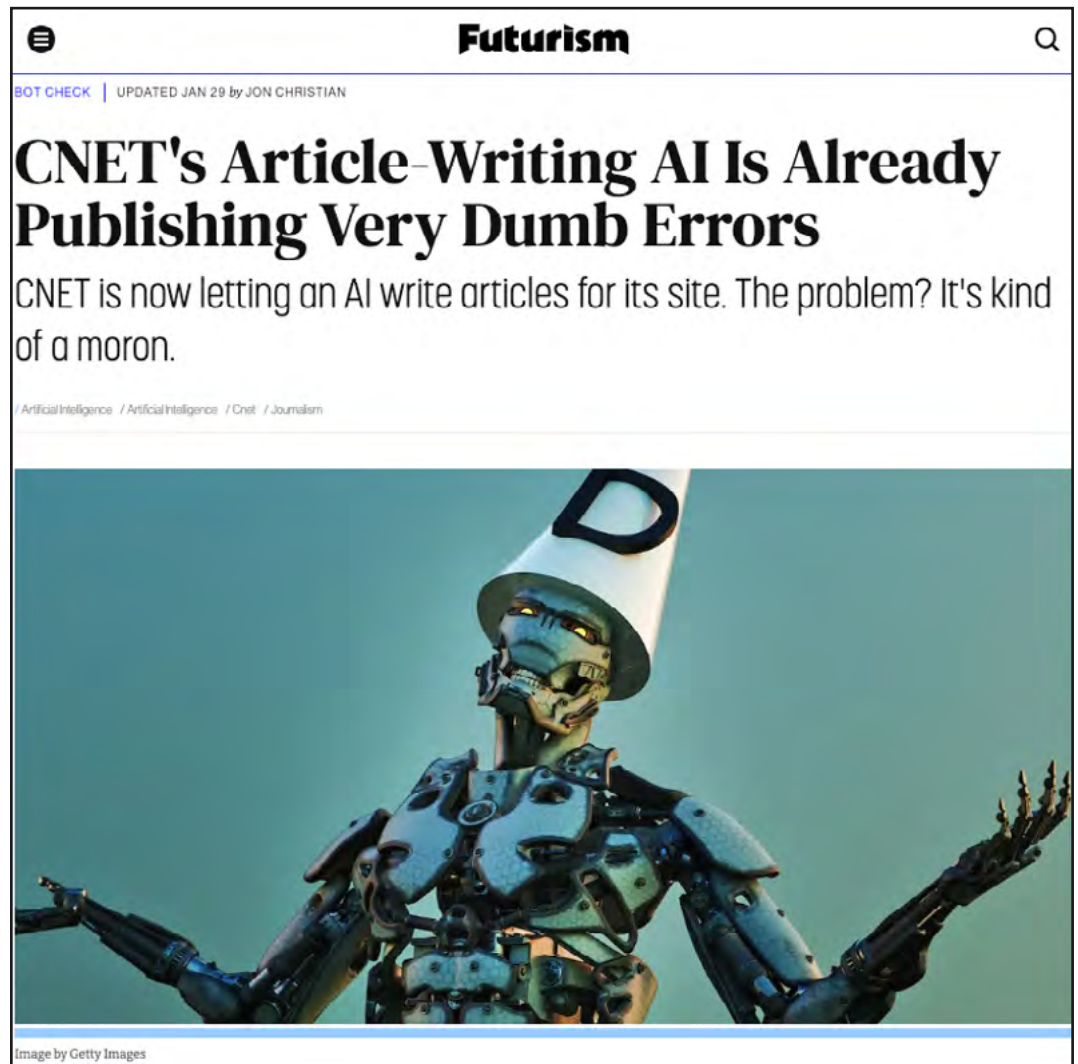 Futurism
BOT CHECK | UPDATED JAN 29 by JON CHRISTIAN
CNET's Article-Writing AI Is Already
Publishing Very Dumb Errors
CNET is now letting an AI write articles for its site. The problem? It's kind
of a moron.
/ Artificial Intelligence / Artificial Intelligence / Cnet / Journalism
D
Image by Getty Images